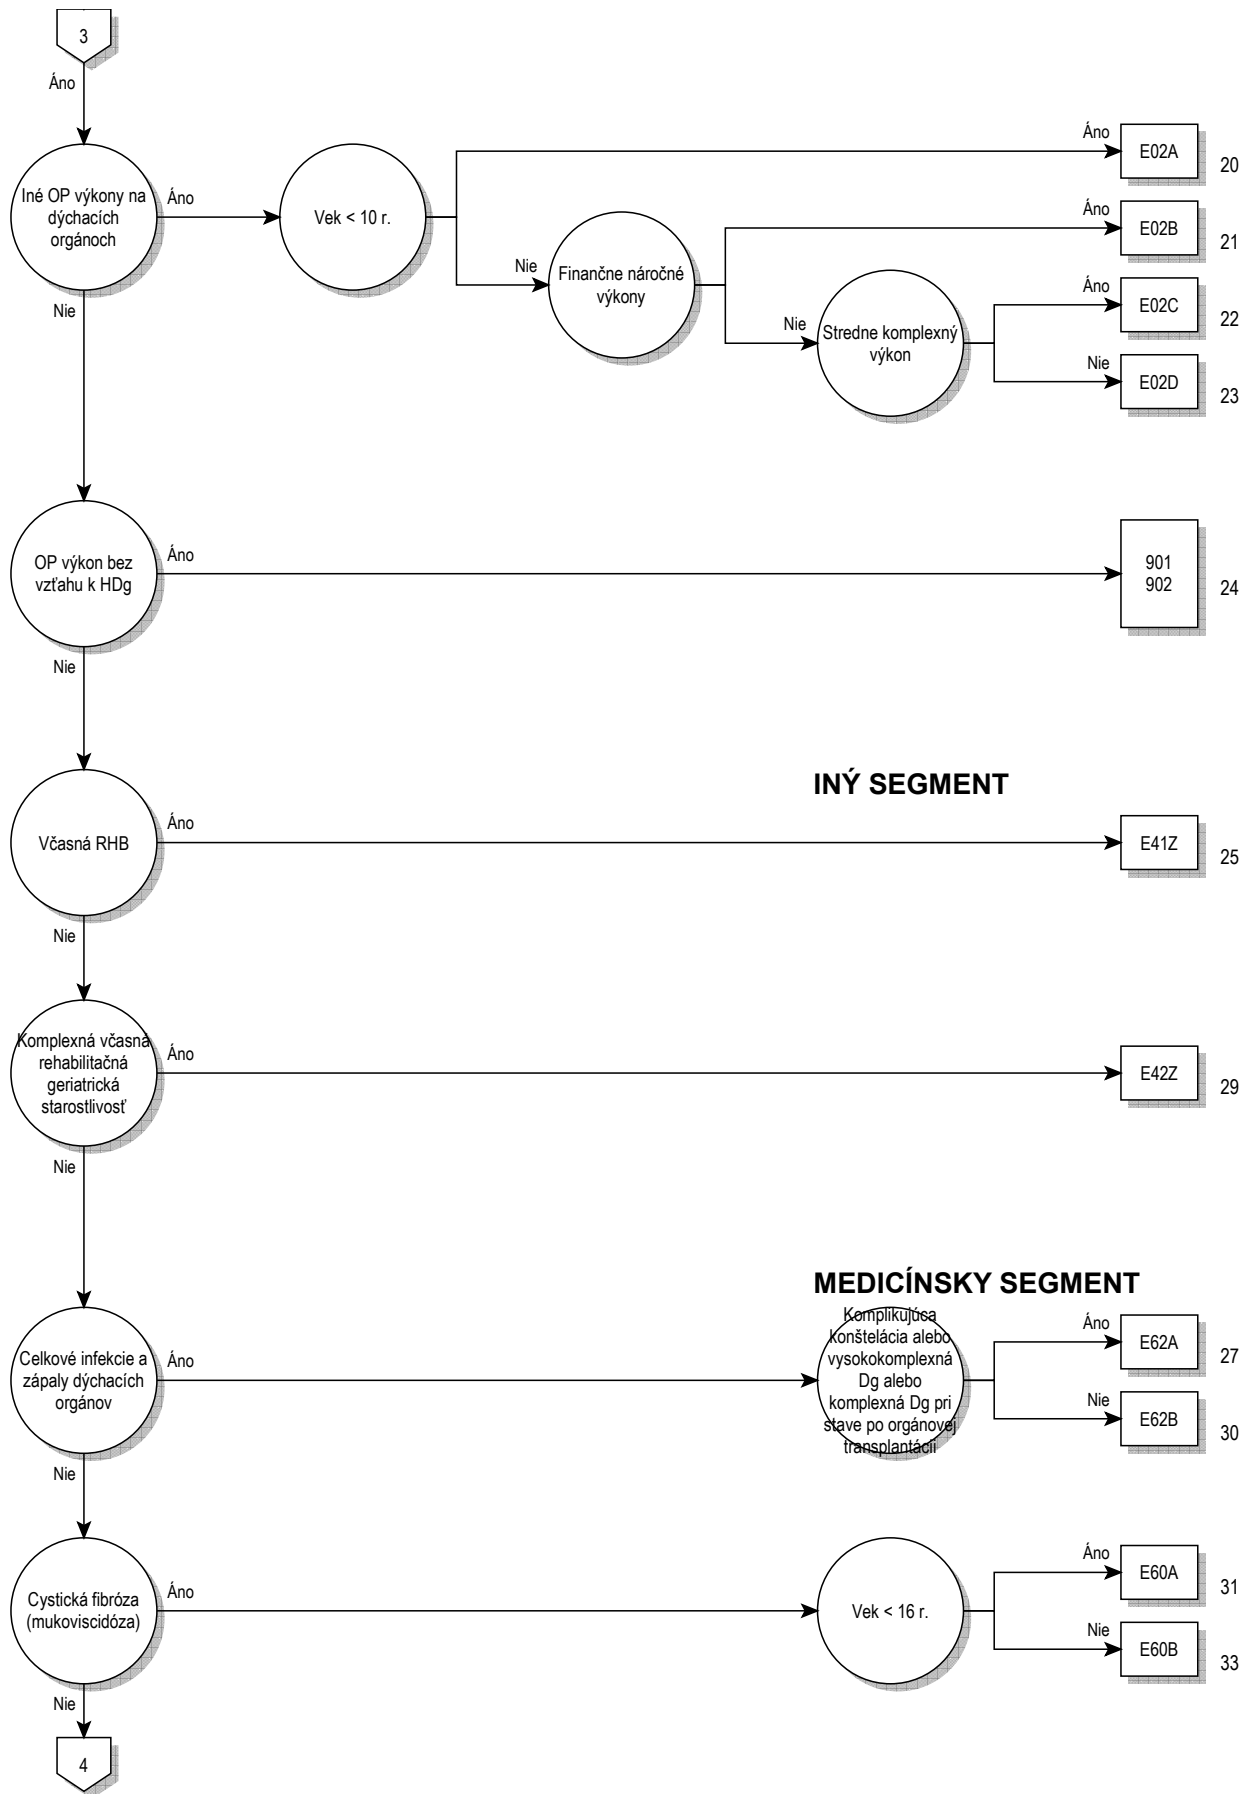 3
Áno
Iné OP výkony na
dýchacích
orgánoch
Áno
Vek < 10 r.
Áno
E02A
20
Nie
Finančne náročné
výkony
Áno
E02B
21
Nie
Stredne komplexný
výkon
Áno
E02C
22
Nie
E02D
23
Nie
OP výkon bez
vzťahu k HDg
Áno
901
902
24
Nie
INÝ SEGMENT
Včasná RHB
Áno
E41Z
25
Nie
Komplexná včasná
rehabilitačná
geriatrická
starostlivosť
Áno
E42Z
29
Nie
MEDICÍNSKY SEGMENT
Celkové infekcie a
zápaly dýchacích
orgánov
Áno
Komplikujúca
konštelácia alebo
vysokokomplexná
Dg alebo
komplexná Dg pri
stave po orgánovej
transplantácii
Áno
E62A
27
Nie
E62B
30
Nie
Cystická fibróza
(mukoviscidóza)
Áno
Vek < 16 r.
Áno
E60A
31
Nie
E60B
33
Nie
4